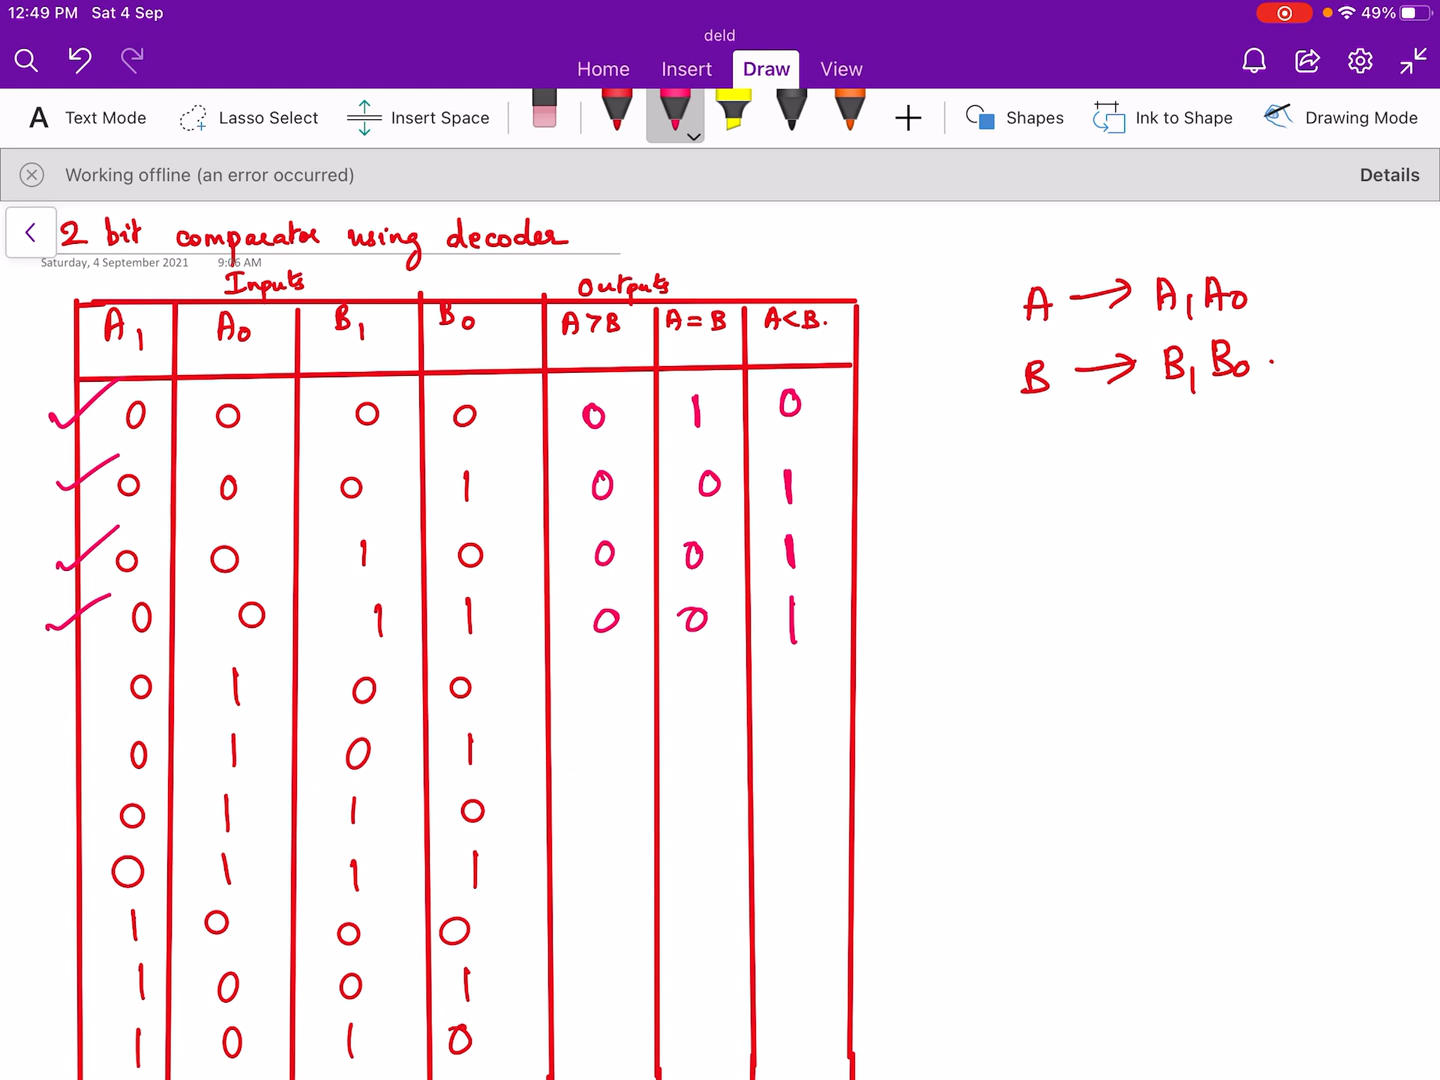 12:49 PM Sat 4 Sep 49%
deld
Home Insert Draw View
A Text Mode Lasso Select Insert Space Shapes Ink to Shape Drawing Mode
Working offline (an error occurred) Details
2 bit comparator using decoder
Saturday, 4 September 2021 9:06 AM
Inputs Outputs
A1 A0 B1 B0 A>B A=B A<B.
A → A1A0
B → B1B0.
✓ 0 0 0 0 0 1 0
✓ 0 0 0 1 0 0 1
✓ 0 0 1 0 0 0 1
✓ 0 0 1 1 0 0 1
0 1 0 0
0 1 0 1
0 1 1 0
0 1 1 1
1 0 0 0
1 0 0 1
1 0 1 0